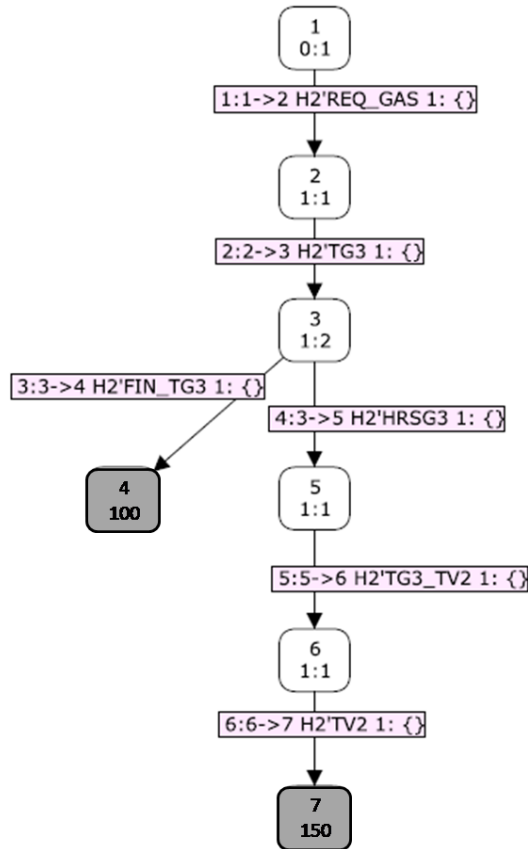 1
0:1
1:1->2 H2'REQ_GAS 1: {}
2
1:1
2:2->3 H2'TG3 1: {}
3
1:2
3:3->4 H2'FIN_TG3 1: {}
4:3->5 H2'HRSG3 1: {}
4
100
5
1:1
5:5->6 H2'TG3_TV2 1: {}
6
1:1
6:6->7 H2'TV2 1: {}
7
150